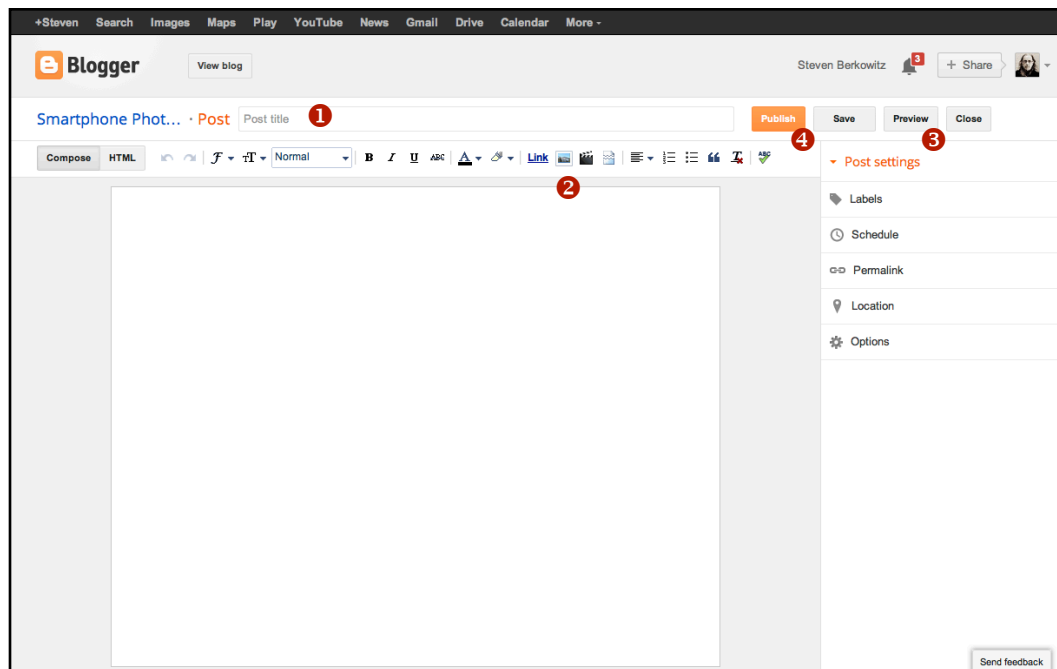 +Steven Search Images Maps Play YouTube News Gmail Drive Calendar More
Blogger View blog Steven Berkowitz 3 + Share
Smartphone Phot... · Post Post title 1 Publish Save Preview Close
4 3
Compose HTML F T Normal B I U ABC A Link ABC
2
Post settings
Labels
Schedule
Permalink
Location
Options
Send feedback